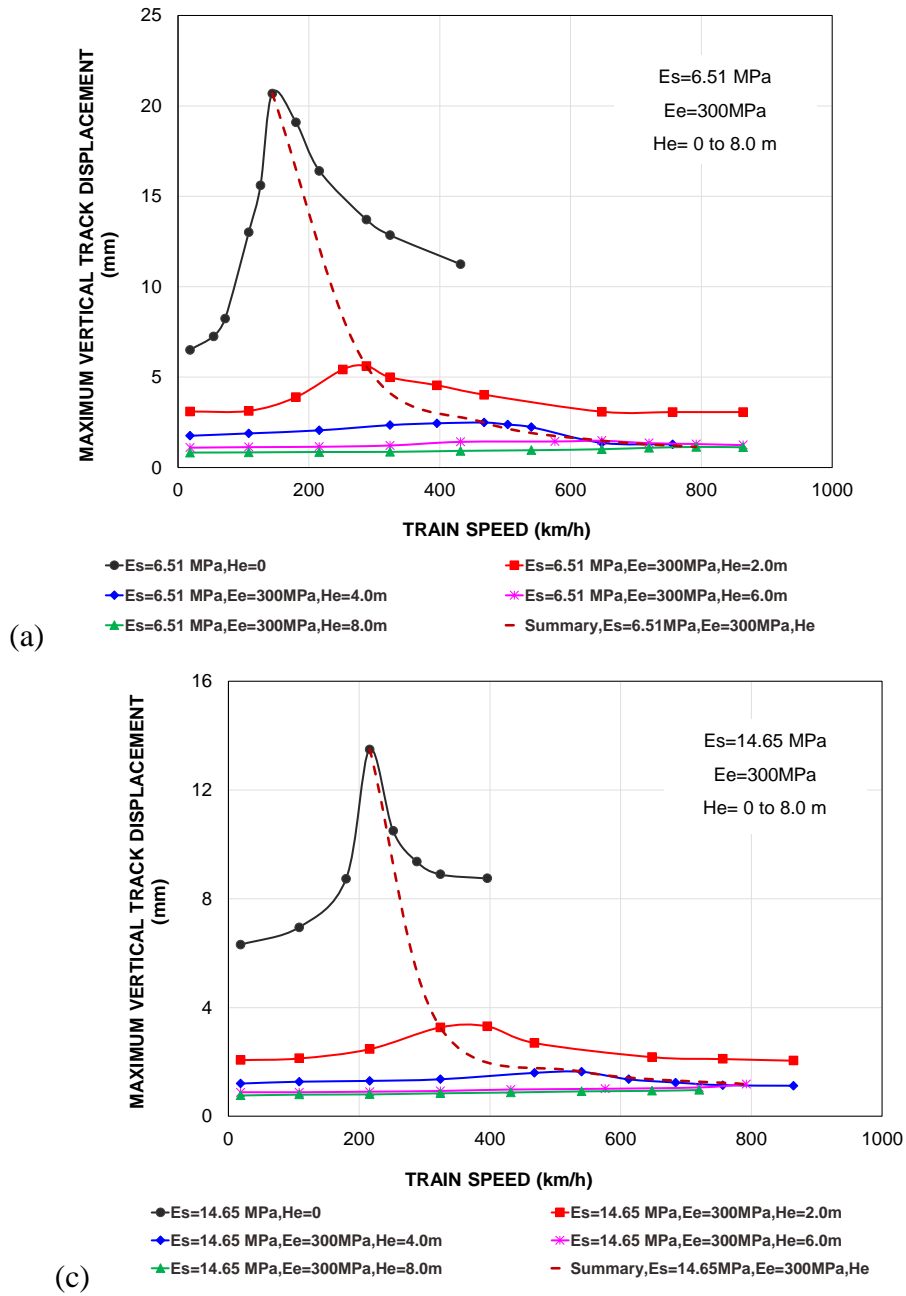 25
20
15
10
5
0
MAXIMUM VERTICAL TRACK DISPLACEMENT
(mm)
Es=6.51 MPa
Ee=300MPa
He= 0 to 8.0 m
0 200 400 600 800 1000
TRAIN SPEED (km/h)
Es=6.51 MPa,He=0 Es=6.51 MPa,Ee=300MPa,He=2.0m
Es=6.51 MPa,Ee=300MPa,He=4.0m Es=6.51 MPa,Ee=300MPa,He=6.0m
Es=6.51 MPa,Ee=300MPa,He=8.0m Summary,Es=6.51MPa,Ee=300MPa,He
(a)
16
12
8
4
0
MAXIMUM VERTICAL TRACK DISPLACEMENT
(mm)
Es=14.65 MPa
Ee=300MPa
He= 0 to 8.0 m
0 200 400 600 800 1000
TRAIN SPEED (km/h)
Es=14.65 MPa,He=0 Es=14.65 MPa,Ee=300MPa,He=2.0m
Es=14.65 MPa,Ee=300MPa,He=4.0m Es=14.65 MPa,Ee=300MPa,He=6.0m
Es=14.65 MPa,Ee=300MPa,He=8.0m Summary,Es=14.65MPa,Ee=300MPa,He
(c)